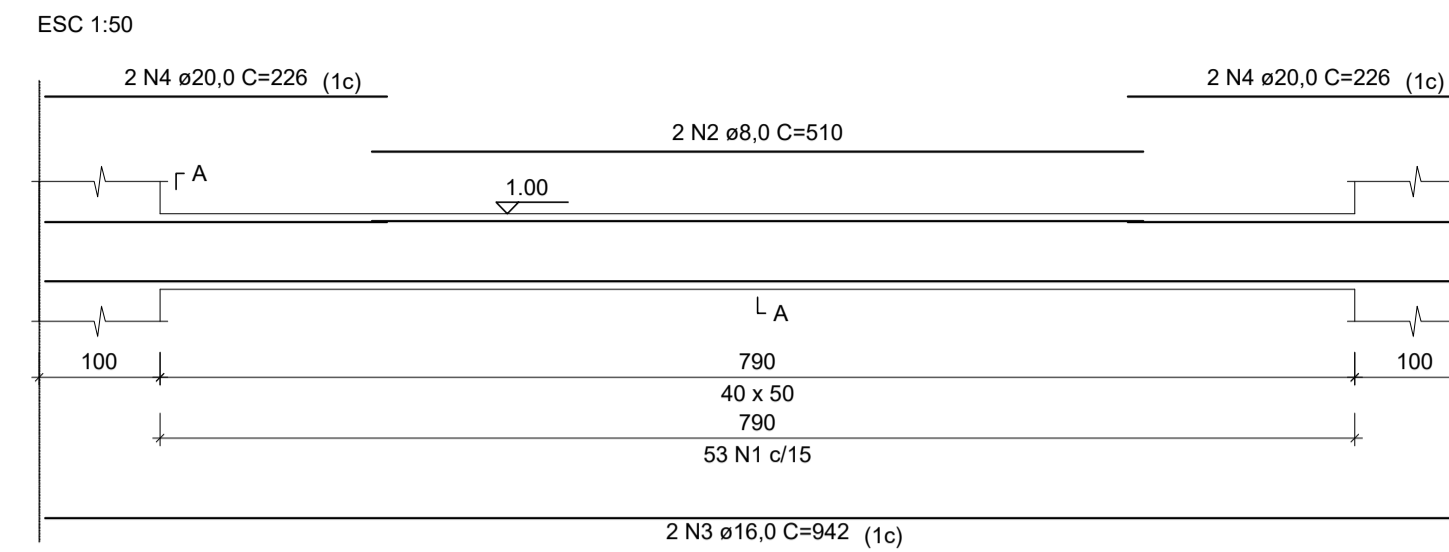 ESC 1:50
2 N4 ø20,0 C=226 (1c)
2 N4 ø20,0 C=226 (1c)
2 N2 ø8,0 C=510
A
1.00
A
100
790
100
40 x 50
790
53 N1 c/15
2 N3 ø16,0 C=942 (1c)